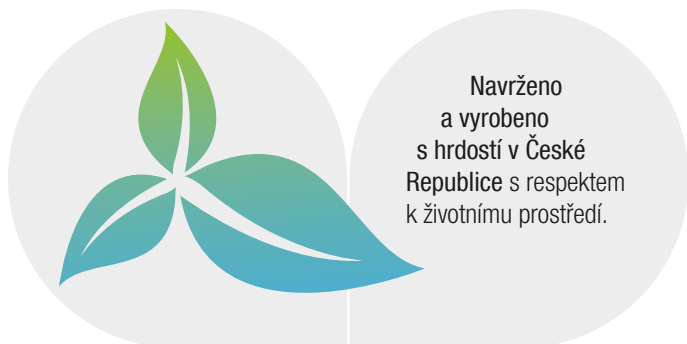 Navrženo
a vyrobeno
s hrdostí v České
Republice s respektem
k životnímu prostředí.